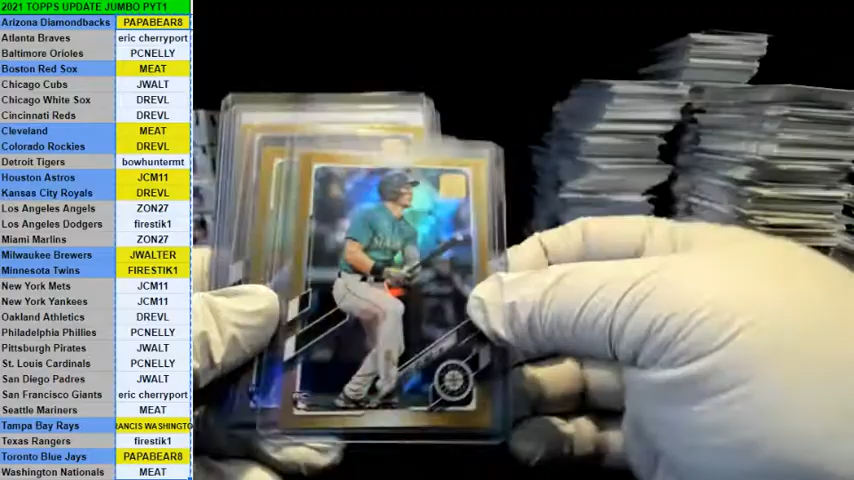 2021 TOPPS UPDATE JUMBO PYT1
Arizona Diamondbacks PAPABEAR8
Atlanta Braves eric cherryport
Baltimore Orioles PCNELLY
Boston Red Sox MEAT
Chicago Cubs JWALT
Chicago White Sox DREVL
Cincinnati Reds DREVL
Cleveland MEAT
Colorado Rockies DREVL
Detroit Tigers bowhuntermt
Houston Astros JCM11
Kansas City Royals DREVL
Los Angeles Angels ZON27
Los Angeles Dodgers firestik1
Miami Marlins ZON27
Milwaukee Brewers JWALTER
Minnesota Twins FIRESTIK1
New York Mets JCM11
New York Yankees JCM11
Oakland Athletics DREVL
Philadelphia Phillies PCNELLY
Pittsburgh Pirates JWALT
St. Louis Cardinals PCNELLY
San Diego Padres JWALT
San Francisco Giants eric cherryport
Seattle Mariners MEAT
Tampa Bay Rays RANCIS WASHINGTO
Texas Rangers firestik1
Toronto Blue Jays PAPABEAR8
Washington Nationals MEAT